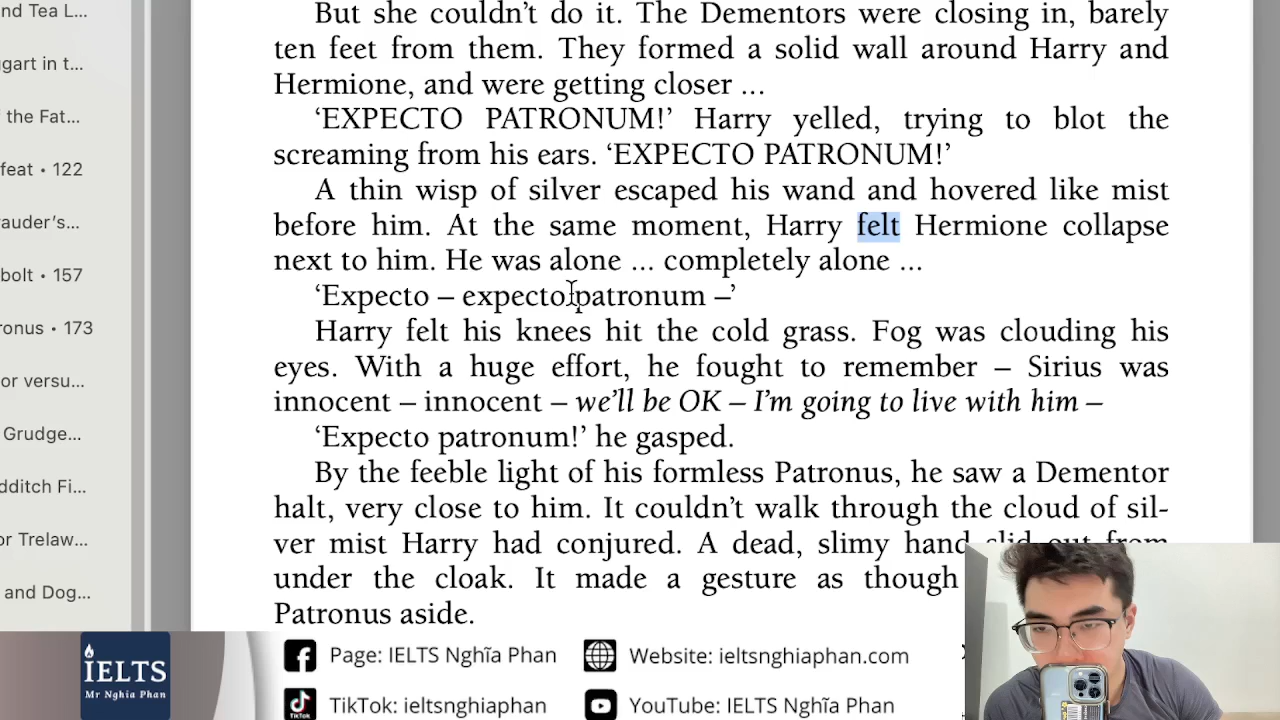 But she couldn't do it. The Dementors were closing in, barely
ten feet from them. They formed a solid wall around Harry and
Hermione, and were getting closer …
'EXPECTO PATRONUM!' Harry yelled, trying to blot the
screaming from his ears. 'EXPECTO PATRONUM!'
A thin wisp of silver escaped his wand and hovered like mist
before him. At the same moment, Harry felt Hermione collapse
next to him. He was alone … completely alone …
'Expecto – expecto patronum –'
Harry felt his knees hit the cold grass. Fog was clouding his
eyes. With a huge effort, he fought to remember – Sirius was
innocent – innocent – we'll be OK – I'm going to live with him –
'Expecto patronum!' he gasped.
By the feeble light of his formless Patronus, he saw a Dementor
halt, very close to him. It couldn't walk through the cloud of sil-
ver mist Harry had conjured. A dead, slimy hand slid out from
under the cloak. It made a gesture as though
Patronus aside.
nd Tea L...
ggart in t...
the Fat...
feat • 122
rauder's...
bolt • 157
ronus • 173
or versu...
Grudge...
dditch Fi...
or Trelaw...
and Dog...
IELTS
Mr Nghia Phan
Page: IELTS Nghĩa Phan
Website: ieltsnghiaphan.com
TikTok
TikTok: ieltsnghiaphan
YouTube: IELTS Nghĩa Phan